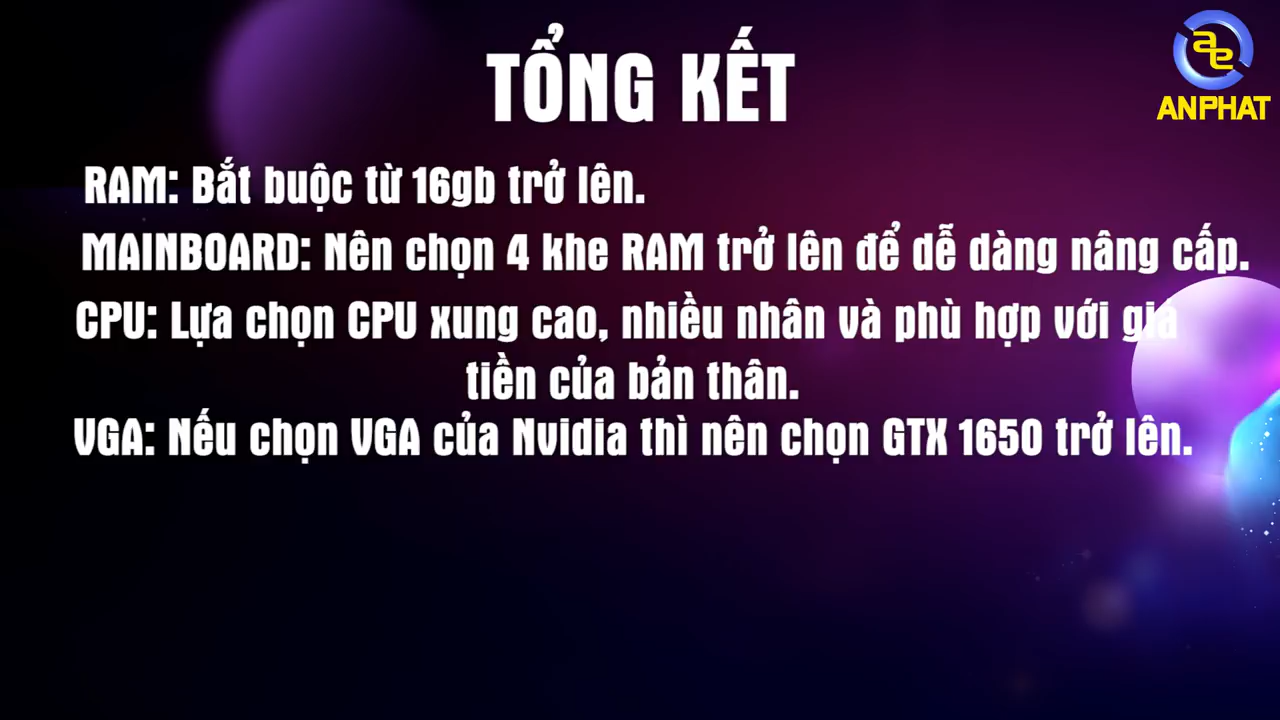 TỔNG KẾT
ae
ANPHAT
RAM: Bắt buộc từ 16gb trở lên.
MAINBOARD: Nên chọn 4 khe RAM trở lên để dễ dàng nâng cấp.
CPU: Lựa chọn CPU xung cao, nhiều nhân và phù hợp với giá
tiền của bản thân.
VGA: Nếu chọn VGA của Nvidia thì nên chọn GTX 1650 trở lên.